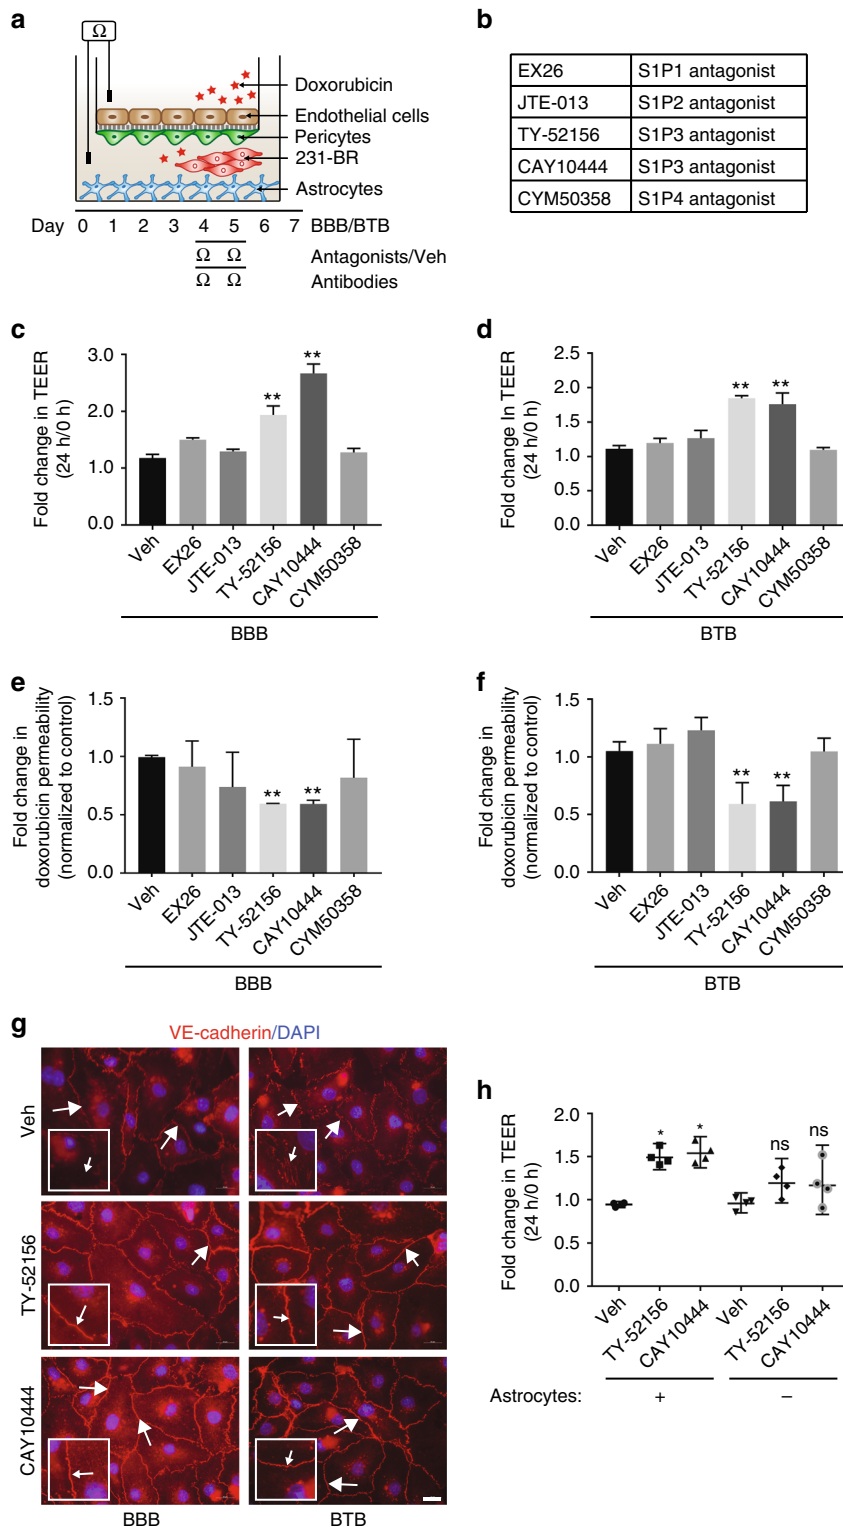 a
Ω
Doxorubicin
Endothelial cells
Pericytes
231-BR
Astrocytes
Day 0 1 2 3 4 5 6 7 BBB/BTB
Ω Ω Antagonists/Veh
Ω Ω Antibodies
b
EX26 S1P1 antagonist
JTE-013 S1P2 antagonist
TY-52156 S1P3 antagonist
CAY10444 S1P3 antagonist
CYM50358 S1P4 antagonist
c
Fold change in TEER
(24 h/0 h)
3.0
2.0
1.0
0.0
**
**
Veh
EX26
JTE-013
TY-52156
CAY10444
CYM50358
BBB
d
Fold change In TEER
(24 h/0 h)
2.5
2.0
1.5
1.0
0.5
0.0
**
**
Veh
EX26
JTE-013
TY-52156
CAY10444
CYM50358
BTB
e
Fold change in
doxorubicin permeability
(normalized to control)
1.5
1.0
0.5
0.0
**
**
Veh
EX26
JTE-013
TY-52156
CAY10444
CYM50358
BBB
f
Fold change in
doxorubicin permeability
(normalized to control)
1.5
1.0
0.5
0.0
**
**
Veh
EX26
JTE-013
TY-52156
CAY10444
CYM50358
BTB
g
VE-cadherin/DAPI
Veh
TY-52156
CAY10444
BBB
BTB
h
Fold change in TEER
(24 h/0 h)
2.0
1.5
1.0
0.5
0.0
*
*
ns
ns
Veh
TY-52156
CAY10444
Veh
TY-52156
CAY10444
Astrocytes: + −